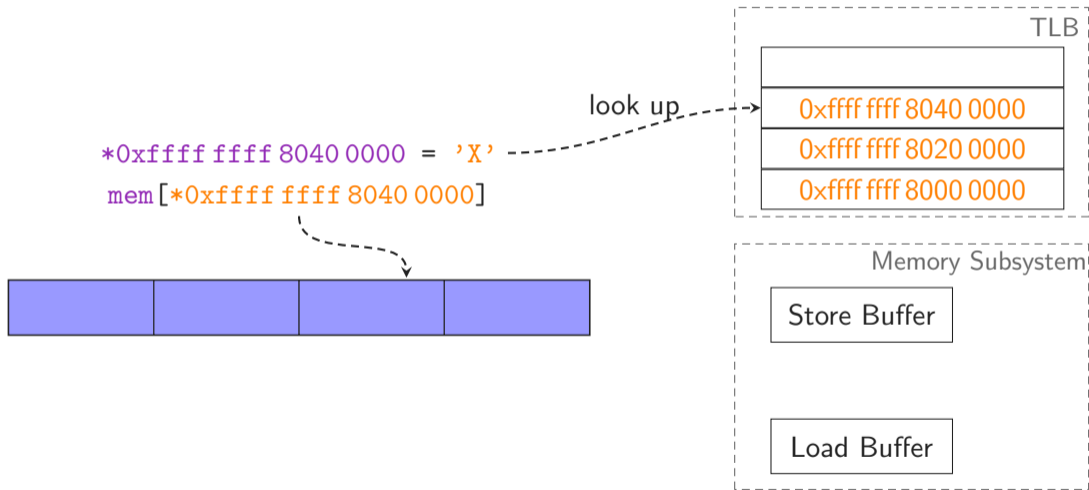 TLB
look up
0xffff ffff 8040 0000
*0xffff ffff 8040 0000 = ’X’
0xffff ffff 8020 0000
mem[*0xffff ffff 8040 0000]
0xffff ffff 8000 0000
Memory Subsystem
Store Buffer
Load Buffer